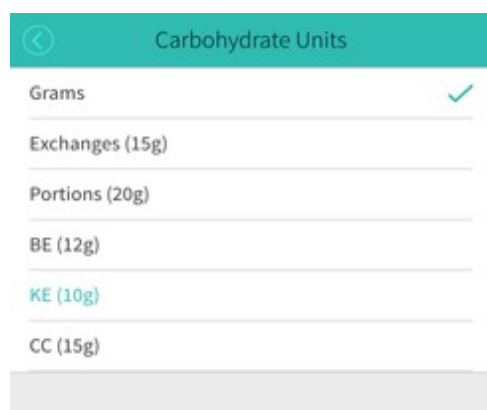 Carbohydrate Units
Grams
Exchanges (15g)
Portions (20g)
BE (12g)
KE (10g)
CC (15g)